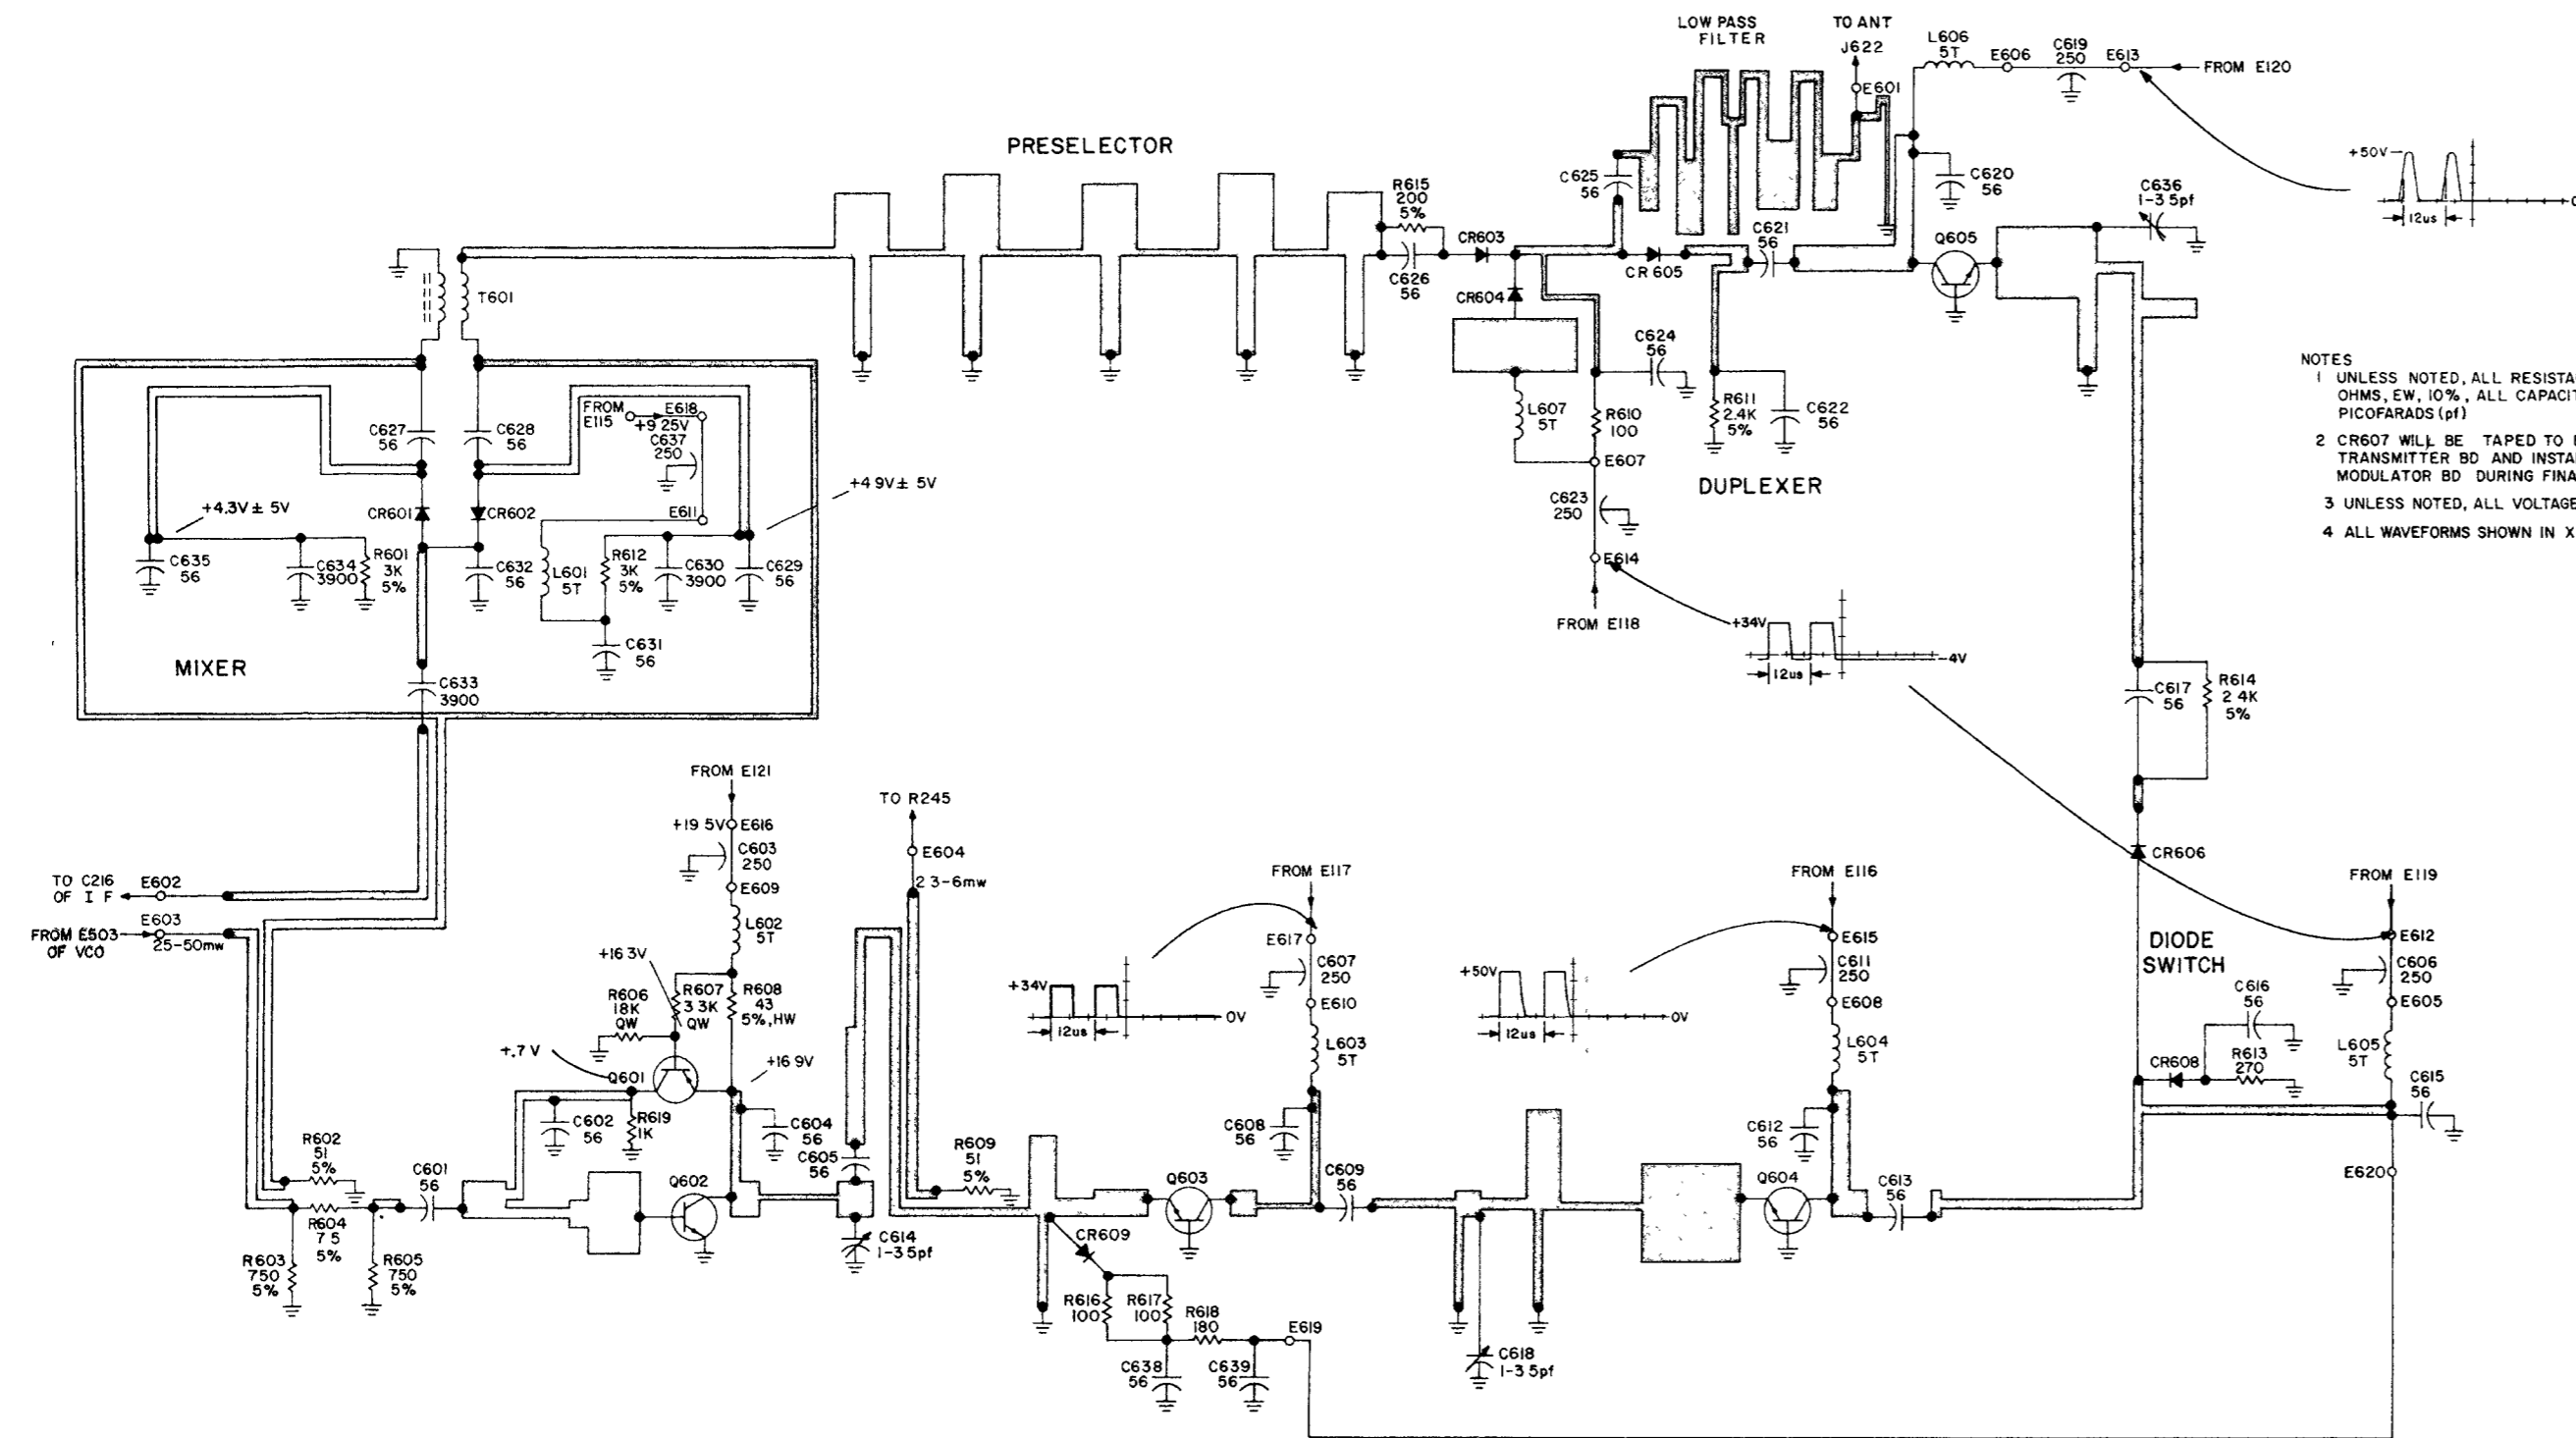 LOW PASS
FILTER
TO ANT
J622
E601
L606
5T
E606
C619
250
E613
FROM E120
+50V
12us
PRESELECTOR
R615
200
5%
C626
56
CR603
C625
56
CR604
CR 605
C621
56
C620
56
Q605
C636
1-3 5pf
T601
L607
5T
C624
56
R610
100
R611
2.4K
5%
C622
56
E607
DUPLEXER
C623
250
E614
FROM E118
+34V
12us
-4V
NOTES
1 UNLESS NOTED, ALL RESISTA
OHMS, EW, 10%, ALL CAPACIT
PICOFARADS (pf)
2 CR607 WILL BE TAPED TO
TRANSMITTER BD AND INSTA
MODULATOR BD DURING FINA
3 UNLESS NOTED, ALL VOLTAGE
4 ALL WAVEFORMS SHOWN IN X
C627
56
C628
56
FROM
E115
E618
+9 25V
C637
250
+4.3V ± 5V
CR601
CR602
E611
+4 9V ± 5V
C635
56
C634
3900
R601
3K
5%
C632
56
L601
5T
R612
3K
5%
C630
3900
C629
56
C631
56
MIXER
C633
3900
C617
56
R614
2 4K
5%
TO C216
OF I F
E602
FROM E503
OF VCO
E603
25-50mw
FROM E121
+19 5V
E616
C603
250
E609
L602
5T
+16 3V
R606
18K
QW
R607
3 3K
QW
R608
43
5%, HW
+.7 V
Q601
+16 9V
C602
56
R619
1K
C604
56
C605
56
TO R245
E604
2 3-6mw
FROM E117
E617
C607
250
E610
L603
5T
+34V
12us
0V
FROM E116
E615
C611
250
E608
L604
5T
+50V
12us
0V
CR606
FROM E119
E612
DIODE
SWITCH
C606
250
E605
C616
56
L605
5T
CR608
R613
270
C615
56
E620
R602
51
5%
R604
7 5
5%
R603
750
5%
R605
750
5%
C601
56
Q602
C614
1-3 5pf
R609
51
5%
CR609
Q603
C608
56
C609
56
C612
56
Q604
C613
56
R616
100
R617
100
R618
180
E619
C638
56
C639
56
C618
1-3 5pf